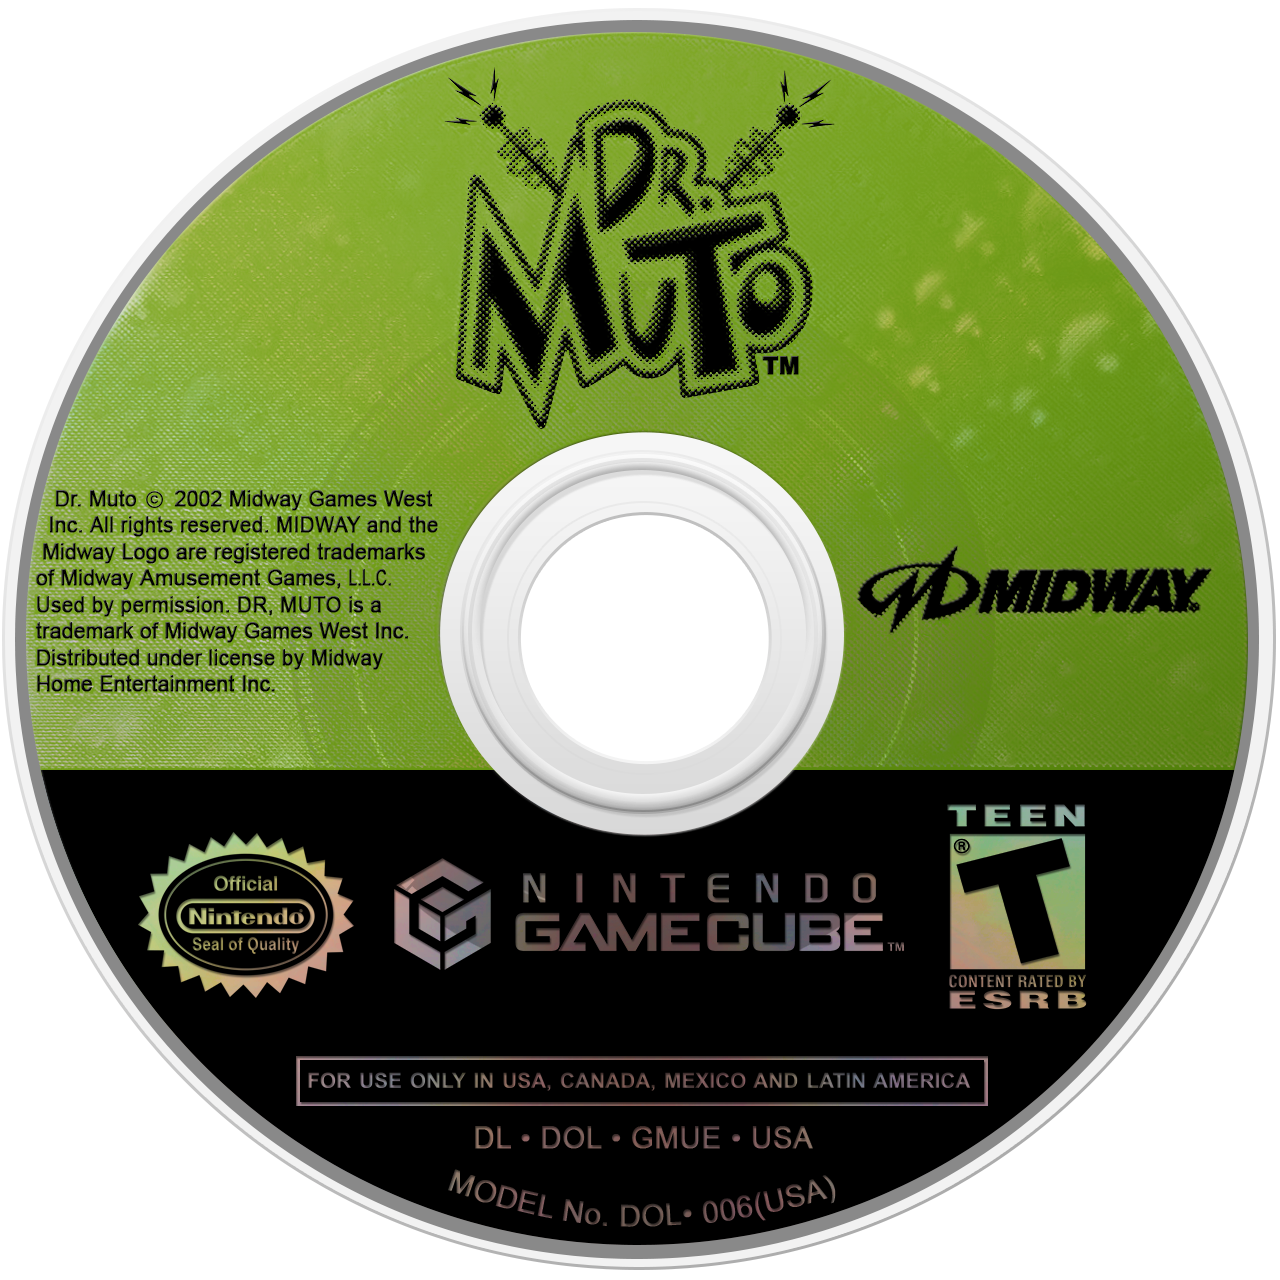 DR.
MUTO
TM
Dr. Muto © 2002 Midway Games West
Inc. All rights reserved. MIDWAY and the
Midway Logo are registered trademarks
of Midway Amusement Games, L.L.C.
Used by permission. DR, MUTO is a
trademark of Midway Games West Inc.
Distributed under license by Midway
Home Entertainment Inc.
MIDWAY®
Official
Nintendo®
Seal of Quality
NINTENDO
GAMECUBE™
TEEN
®
T
CONTENT RATED BY
ESRB
FOR USE ONLY IN USA, CANADA, MEXICO AND LATIN AMERICA
DL • DOL • GMUE • USA
MODEL No. DOL• 006(USA)